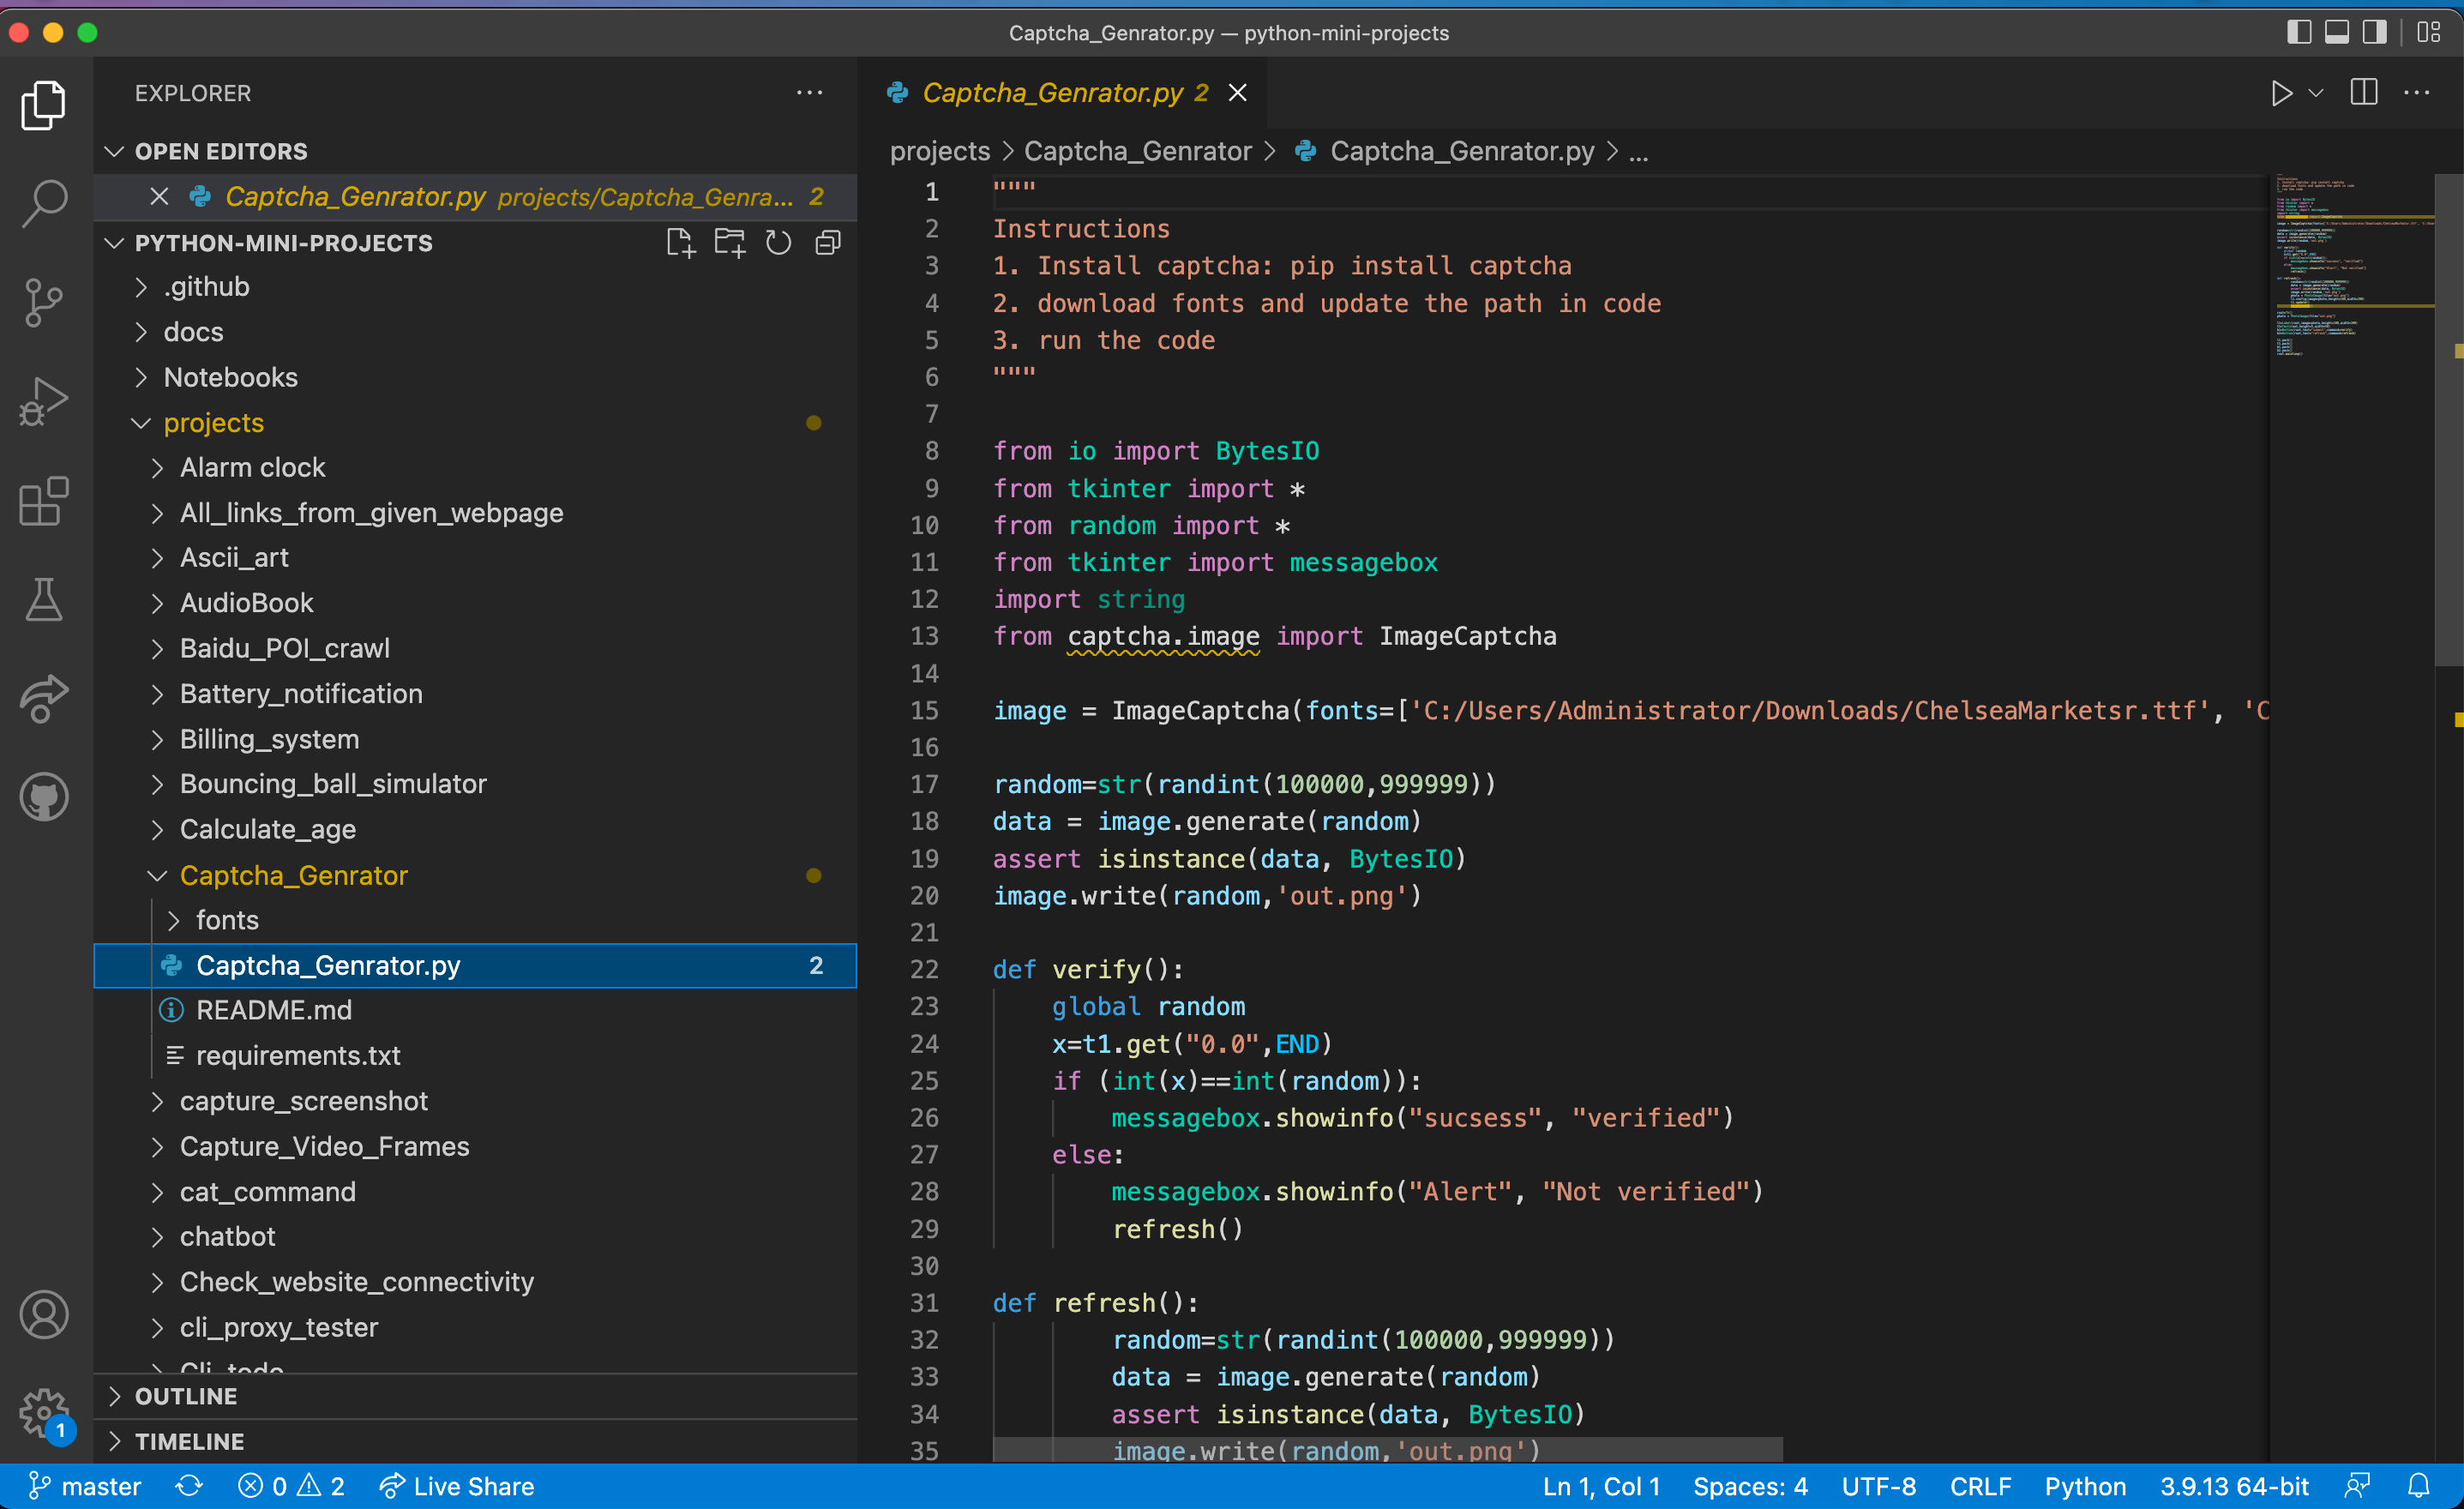 Captcha_Genrator.py — python-mini-projects
EXPLORER
OPEN EDITORS
Captcha_Genrator.py projects/Captcha_Genra... 2
PYTHON-MINI-PROJECTS
.github
docs
Notebooks
projects
Alarm clock
All_links_from_given_webpage
Ascii_art
AudioBook
Baidu_POI_crawl
Battery_notification
Billing_system
Bouncing_ball_simulator
Calculate_age
Captcha_Genrator
fonts
Captcha_Genrator.py 2
README.md
requirements.txt
capture_screenshot
Capture_Video_Frames
cat_command
chatbot
Check_website_connectivity
cli_proxy_tester
OUTLINE
TIMELINE
1
Captcha_Genrator.py 2
projects > Captcha_Genrator > Captcha_Genrator.py > ...
1 """
2 Instructions
3 1. Install captcha: pip install captcha
4 2. download fonts and update the path in code
5 3. run the code
6 """
7
8 from io import BytesIO
9 from tkinter import *
10 from random import *
11 from tkinter import messagebox
12 import string
13 from captcha.image import ImageCaptcha
14
15 image = ImageCaptcha(fonts=['C:/Users/Administrator/Downloads/ChelseaMarketsr.ttf', 'C
16
17 random=str(randint(100000,999999))
18 data = image.generate(random)
19 assert isinstance(data, BytesIO)
20 image.write(random,'out.png')
21
22 def verify():
23 global random
24 x=t1.get("0.0",END)
25 if (int(x)==int(random)):
26 messagebox.showinfo("sucsess", "verified")
27 else:
28 messagebox.showinfo("Alert", "Not verified")
29 refresh()
30
31 def refresh():
32 random=str(randint(100000,999999))
33 data = image.generate(random)
34 assert isinstance(data, BytesIO)
35 image.write(random,'out.png')
master 0 2 Live Share Ln 1, Col 1 Spaces: 4 UTF-8 CRLF Python 3.9.13 64-bit